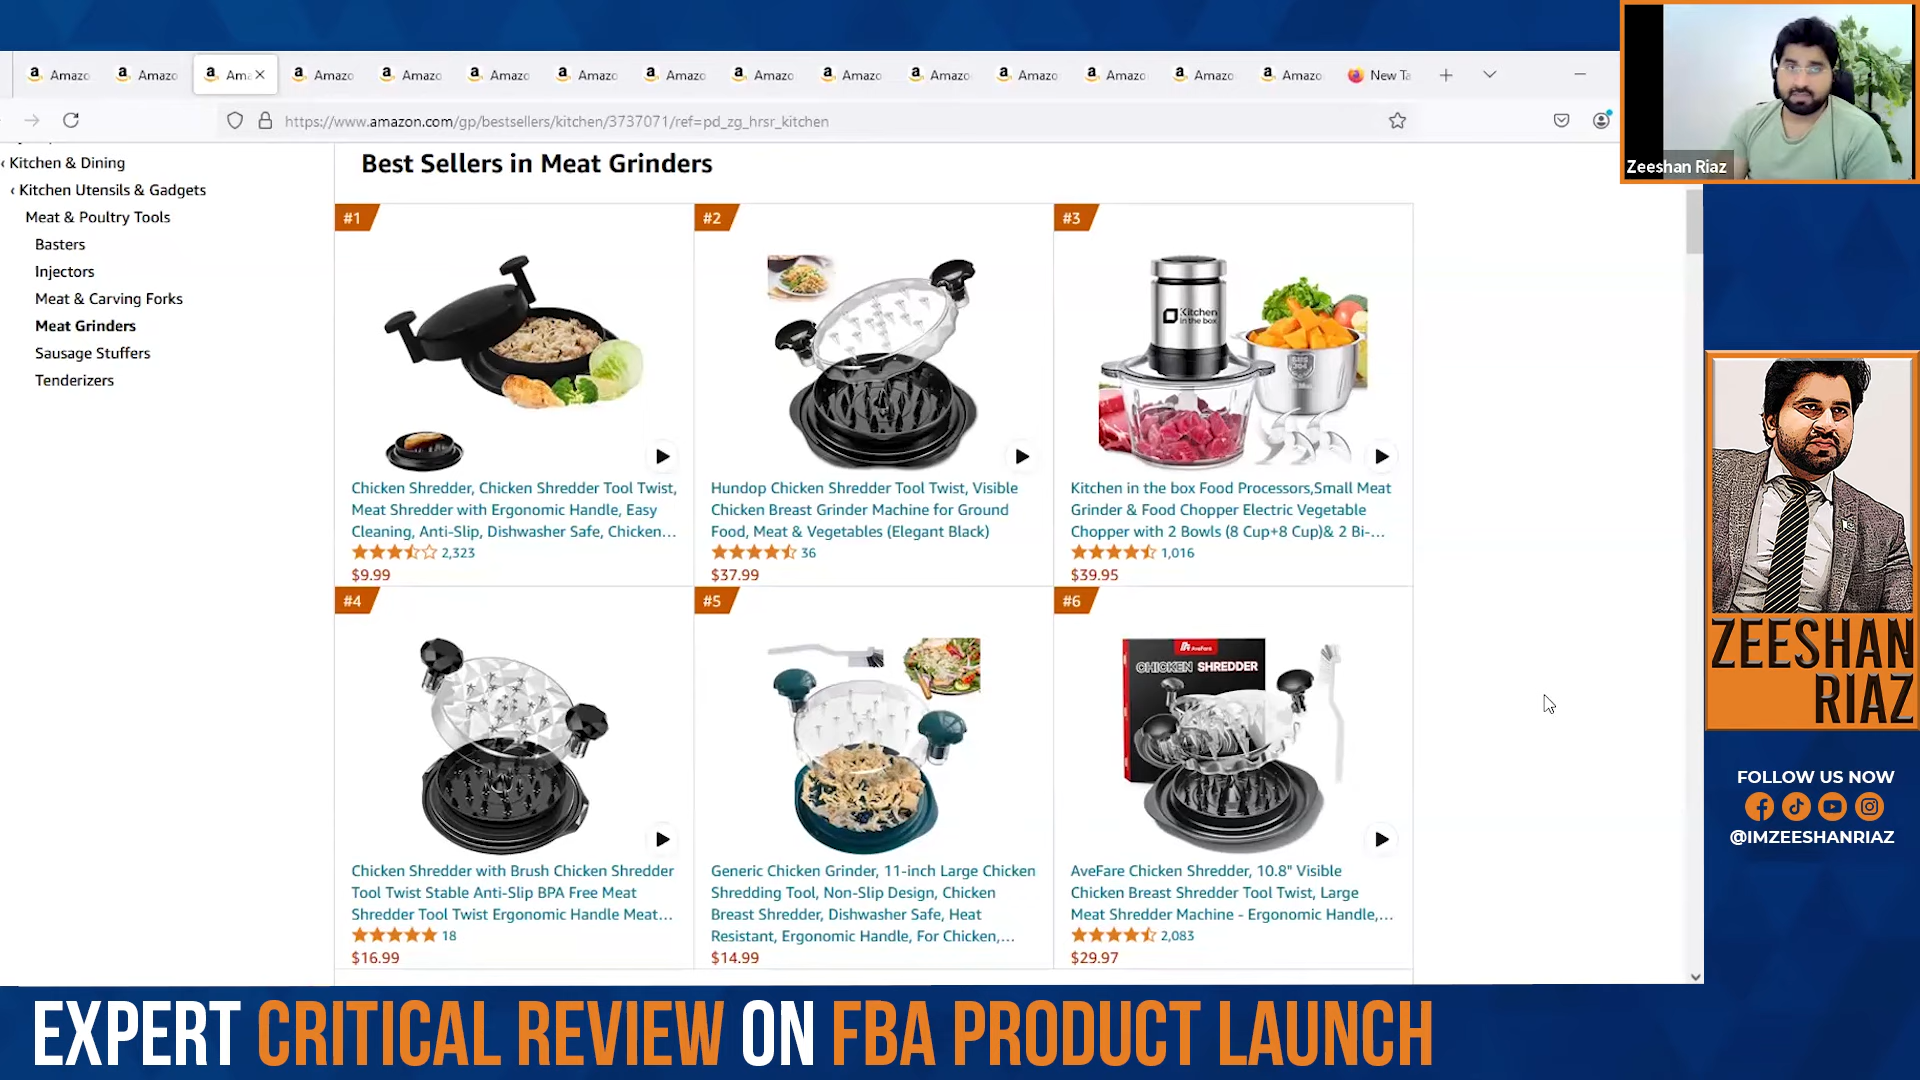 Amazo
Amazo
Ama
Amazo
Amazo
Amazo
Amazo
Amazo
Amazo
Amazo
Amazo
Amazo
Amazo
Amazo
Amazo
New Ta
https://www.amazon.com/gp/bestsellers/kitchen/3737071/ref=pd_zg_hrsr_kitchen
Zeeshan Riaz
‹ Kitchen & Dining
‹ Kitchen Utensils & Gadgets
Meat & Poultry Tools
Basters
Injectors
Meat & Carving Forks
Meat Grinders
Sausage Stuffers
Tenderizers
Best Sellers in Meat Grinders
#1
Chicken Shredder, Chicken Shredder Tool Twist,
Meat Shredder with Ergonomic Handle, Easy
Cleaning, Anti-Slip, Dishwasher Safe, Chicken...
2,323
$9.99
#2
Hundop Chicken Shredder Tool Twist, Visible
Chicken Breast Grinder Machine for Ground
Food, Meat & Vegetables (Elegant Black)
36
$37.99
#3
Kitchen
in the box
Kitchen in the box Food Processors,Small Meat
Grinder & Food Chopper Electric Vegetable
Chopper with 2 Bowls (8 Cup+8 Cup)& 2 Bi-...
1,016
$39.95
#4
Chicken Shredder with Brush Chicken Shredder
Tool Twist Stable Anti-Slip BPA Free Meat
Shredder Tool Twist Ergonomic Handle Meat...
18
$16.99
#5
Generic Chicken Grinder, 11-inch Large Chicken
Shredding Tool, Non-Slip Design, Chicken
Breast Shredder, Dishwasher Safe, Heat
Resistant, Ergonomic Handle, For Chicken,...
$14.99
#6
AveFare
CHICKEN SHREDDER
AveFare Chicken Shredder, 10.8" Visible
Chicken Breast Shredder Tool Twist, Large
Meat Shredder Machine - Ergonomic Handle,...
2,083
$29.97
ZEESHAN
RIAZ
FOLLOW US NOW
@IMZEESHANRIAZ
EXPERT CRITICAL REVIEW ON FBA PRODUCT LAUNCH